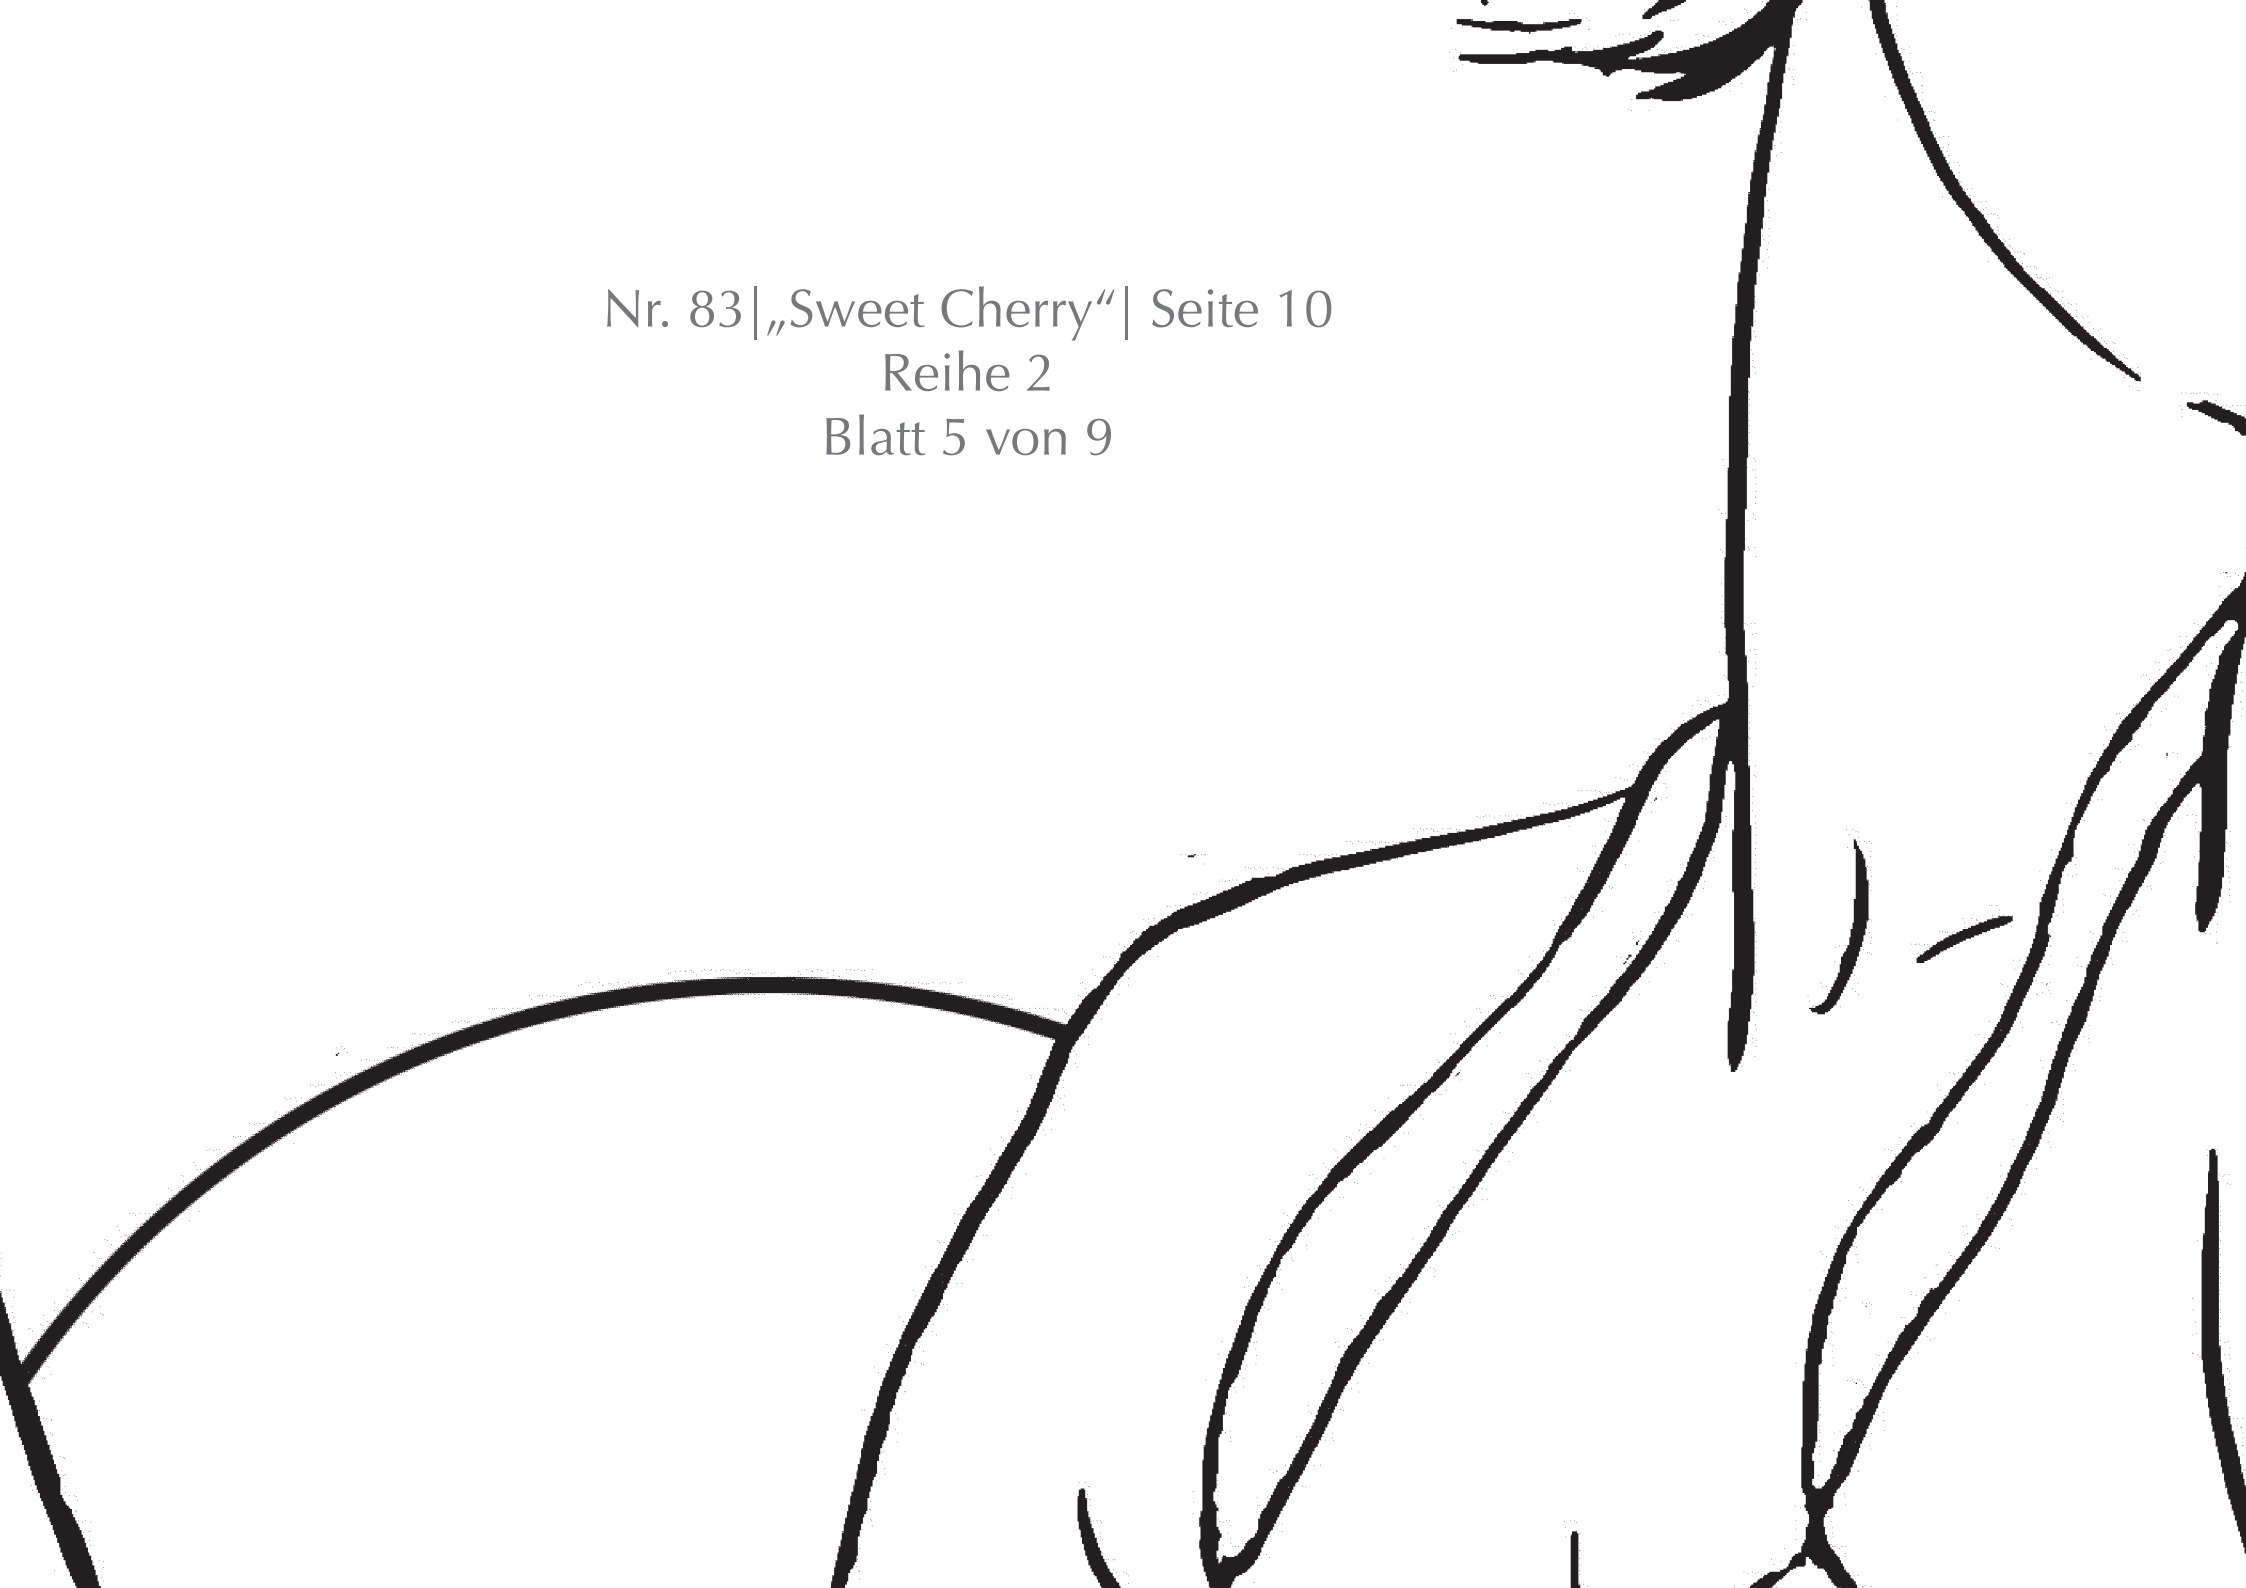 Nr. 83|„Sweet Cherry“| Seite 10
Reihe 2
Blatt 5 von 9